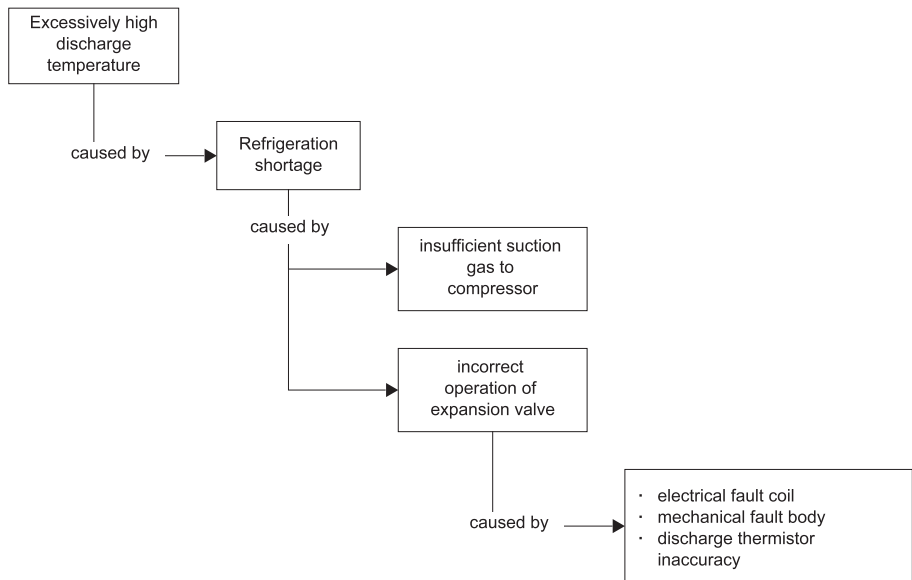 Excessively high
discharge
temperature
caused by
Refrigeration
shortage
caused by
insufficient suction
gas to
compressor
incorrect
operation of
expansion valve
caused by
· electrical fault coil
· mechanical fault body
· discharge thermistor
inaccuracy